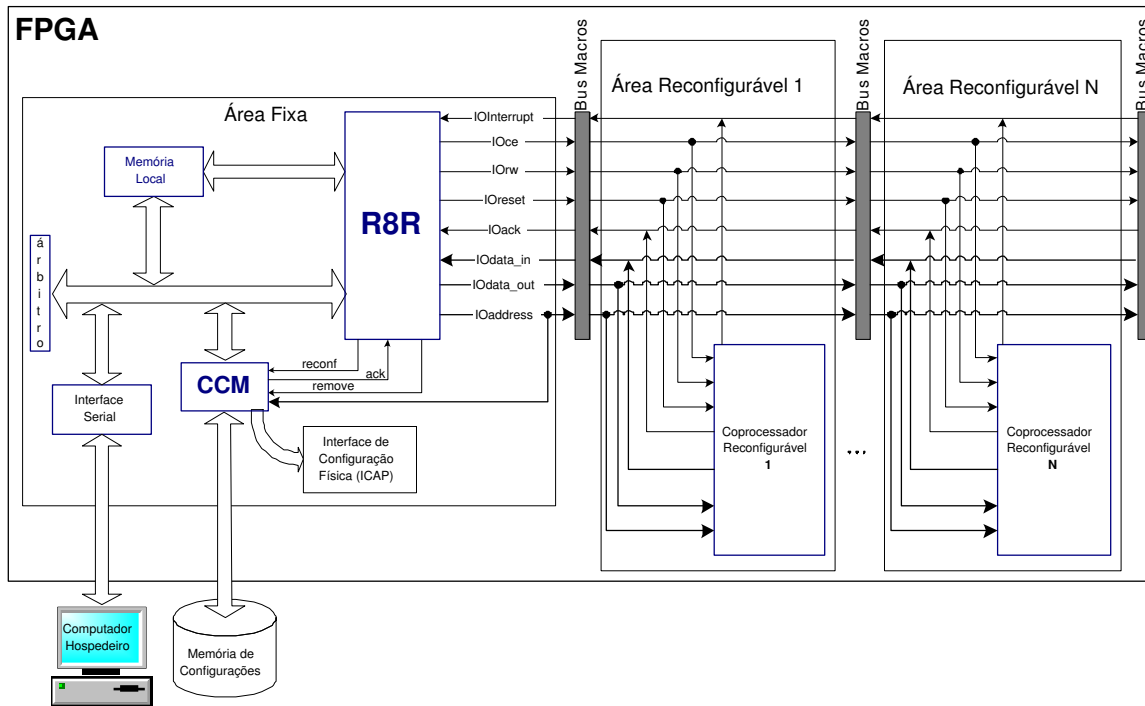 FPGA
Bus Macros
Bus Macros
Bus Macros
Área Reconfigurável 1
Área Reconfigurável N
Área Fixa
IOInterrupt
IOce
IOrw
IOreset
IOack
IOdata_in
IOdata_out
IOaddress
Memória
Local
R8R
árbitro
reconf
ack
remove
CCM
Interface
Serial
Interface de
Configuração
Física (ICAP)
Coprocessador
Reconfigurável
1
...
Coprocessador
Reconfigurável
N
Computador
Hospedeiro
Memória de
Configurações